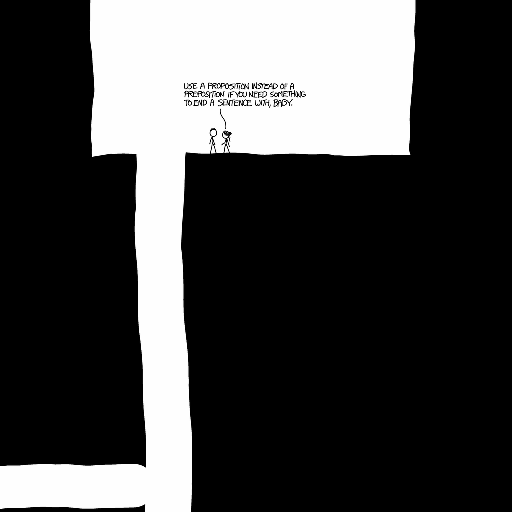 USE A PROPOSITION INSTEAD OF A
PREPOSITION IF YOU NEED SOMETHING
TO END A SENTENCE WITH, BABY.